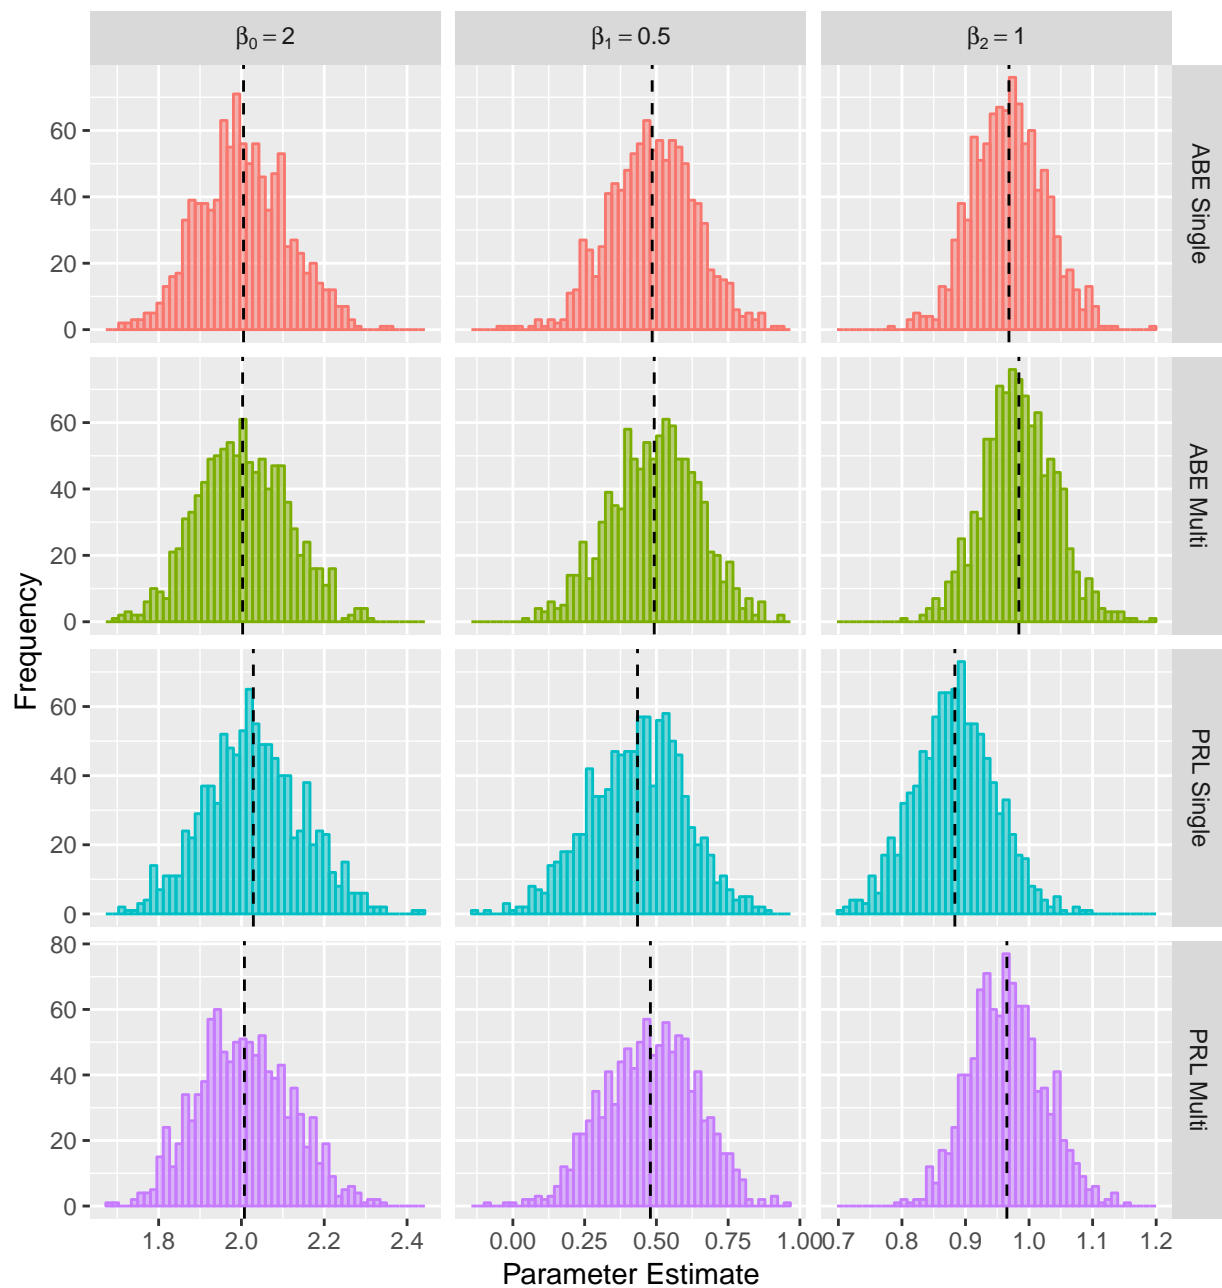 β₀ = 2
β₁ = 0.5
β₂ = 1
60
40
20
0
ABE Single
60
40
20
0
ABE Multi
60
40
20
0
PRL Single
80
60
40
20
0
PRL Multi
Frequency
1.8 2.0 2.2 2.4
0.00 0.25 0.50 0.75 1.00
0.7 0.8 0.9 1.0 1.1 1.2
Parameter Estimate